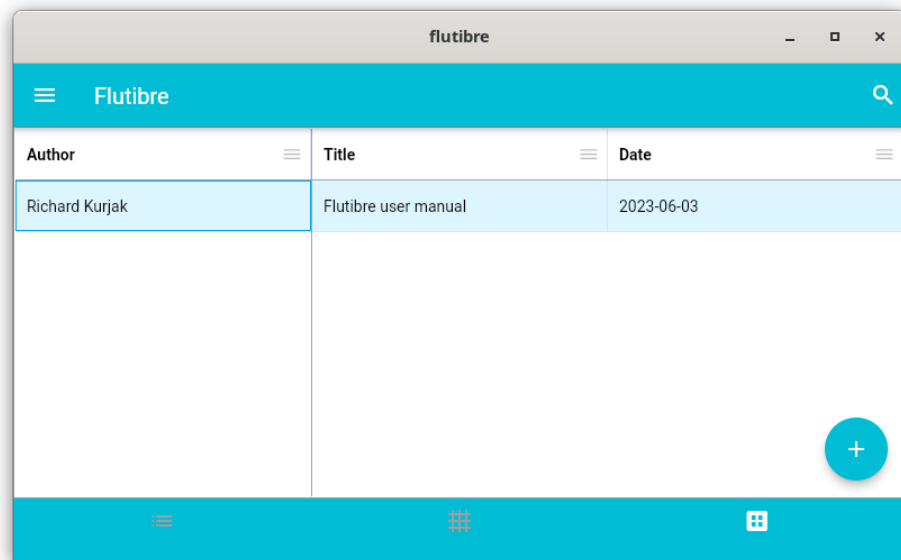 flutibre
Flutibre
Author Title Date
Richard Kurjak Flutibre user manual 2023-06-03